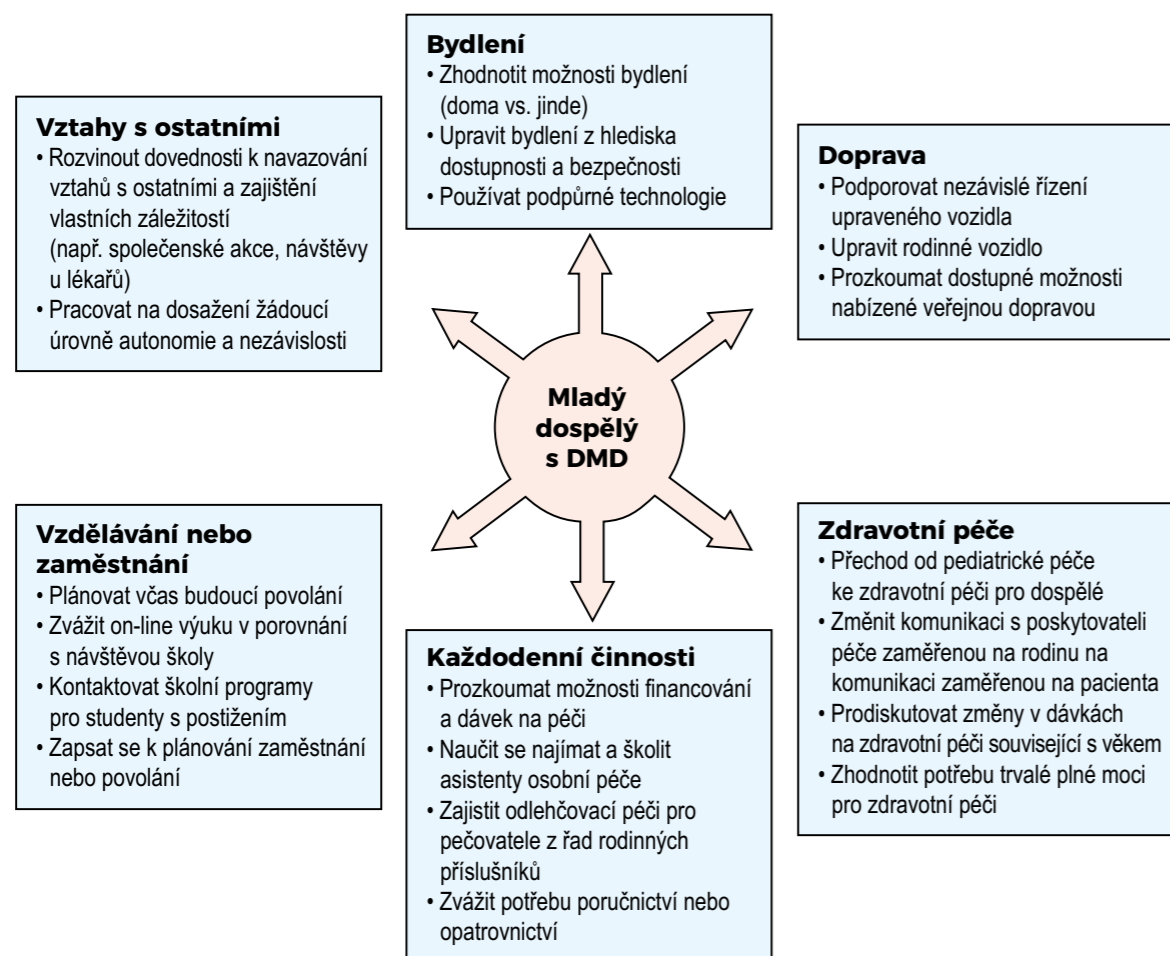 Bydlení
• Zhodnotit možnosti bydlení
(doma vs. jinde)
• Upravit bydlení z hlediska
dostupnosti a bezpečnosti
• Používat podpůrné technologie
Vztahy s ostatními
• Rozvinout dovednosti k navazování
vztahů s ostatními a zajištění
vlastních záležitostí
(např. společenské akce, návštěvy
u lékařů)
• Pracovat na dosažení žádoucí
úrovně autonomie a nezávislosti
Doprava
• Podporovat nezávislé řízení
upraveného vozidla
• Upravit rodinné vozidlo
• Prozkoumat dostupné možnosti
nabízené veřejnou dopravou
Mladý
dospělý
s DMD
Vzdělávání nebo
zaměstnání
• Plánovat včas budoucí povolání
• Zvážit on-line výuku v porovnání
s návštěvou školy
• Kontaktovat školní programy
pro studenty s postižením
• Zapsat se k plánování zaměstnání
nebo povolání
Každodenní činnosti
• Prozkoumat možnosti financování
a dávek na péči
• Naučit se najímat a školit
asistenty osobní péče
• Zajistit odlehčovací péči pro
pečovatele z řad rodinných
příslušníků
• Zvážit potřebu poručnictví nebo
opatrovnictví
Zdravotní péče
• Přechod od pediatrické péče
ke zdravotní péči pro dospělé
• Změnit komunikaci s poskytovateli
péče zaměřenou na rodinu na
komunikaci zaměřenou na pacienta
• Prodiskutovat změny v dávkách
na zdravotní péči související s věkem
• Zhodnotit potřebu trvalé plné moci
pro zdravotní péči